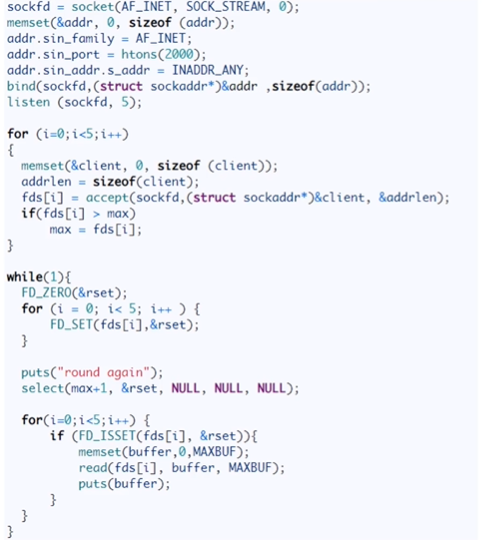 sockfd = socket(AF_INET, SOCK_STREAM, 0);
memset(&addr, 0, sizeof (addr));
addr.sin_family = AF_INET;
addr.sin_port = htons(2000);
addr.sin_addr.s_addr = INADDR_ANY;
bind(sockfd,(struct sockaddr*)&addr ,sizeof(addr));
listen (sockfd, 5);

for (i=0;i<5;i++)
{
  memset(&client, 0, sizeof (client));
  addrlen = sizeof(client);
  fds[i] = accept(sockfd,(struct sockaddr*)&client, &addrlen);
  if(fds[i] > max)
      max = fds[i];
}

while(1){
  FD_ZERO(&rset);
  for (i = 0; i< 5; i++ ) {
      FD_SET(fds[i],&rset);
  }

  puts("round again");
  select(max+1, &rset, NULL, NULL, NULL);

  for(i=0;i<5;i++) {
      if (FD_ISSET(fds[i], &rset)){
          memset(buffer,0,MAXBUF);
          read(fds[i], buffer, MAXBUF);
          puts(buffer);
      }
  }
}